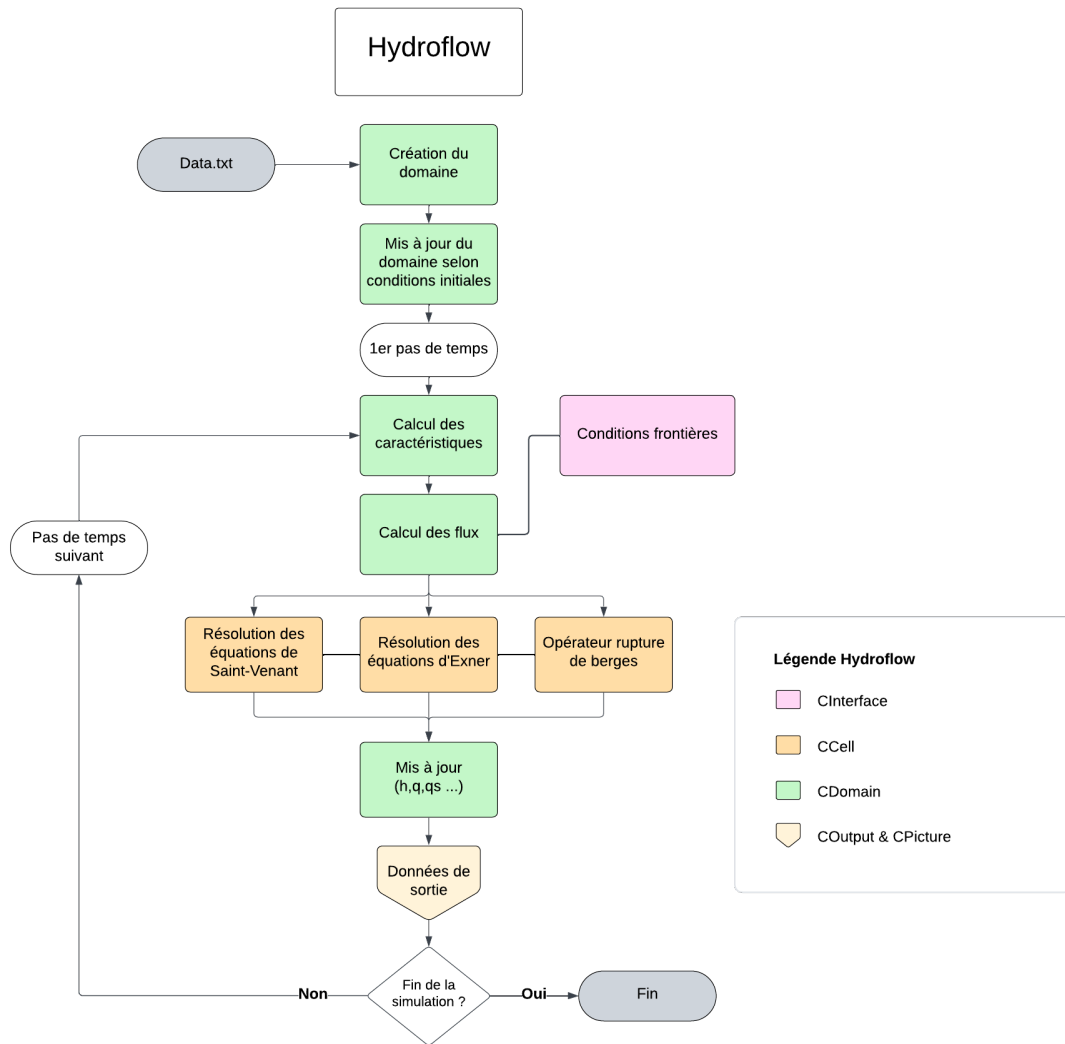 Hydroflow
Data.txt
Création du
domaine
Mis à jour du
domaine selon
conditions initiales
1er pas de temps
Calcul des
caractéristiques
Conditions frontières
Calcul des flux
Pas de temps
suivant
Résolution des
équations de
Saint-Venant
Résolution des
équations d'Exner
Opérateur rupture
de berges
Légende Hydroflow
CInterface
CCell
CDomain
COutput & CPicture
Mis à jour
(h,q,qs ...)
Données de
sortie
Fin de la
simulation ?
Non
Oui
Fin